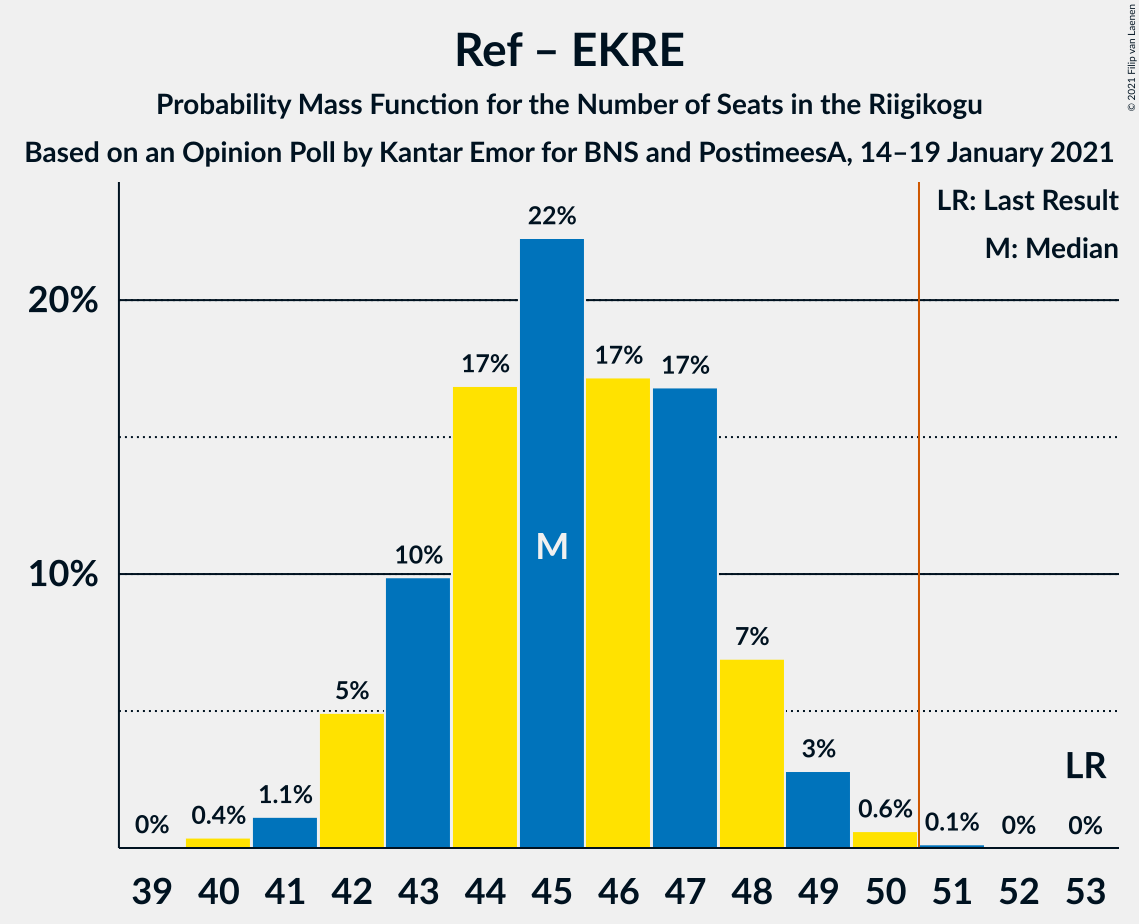 Ref – EKRE
Probability Mass Function for the Number of Seats in the Riigikogu
Based on an Opinion Poll by Kantar Emor for BNS and PostimeesA, 14–19 January 2021
© 2021 Filip van Laenen
LR: Last Result
M: Median
20%
10%
0%
0.4%
1.1%
5%
10%
17%
22%
17%
17%
7%
3%
0.6%
0.1%
0%
0%
M
LR
39 40 41 42 43 44 45 46 47 48 49 50 51 52 53